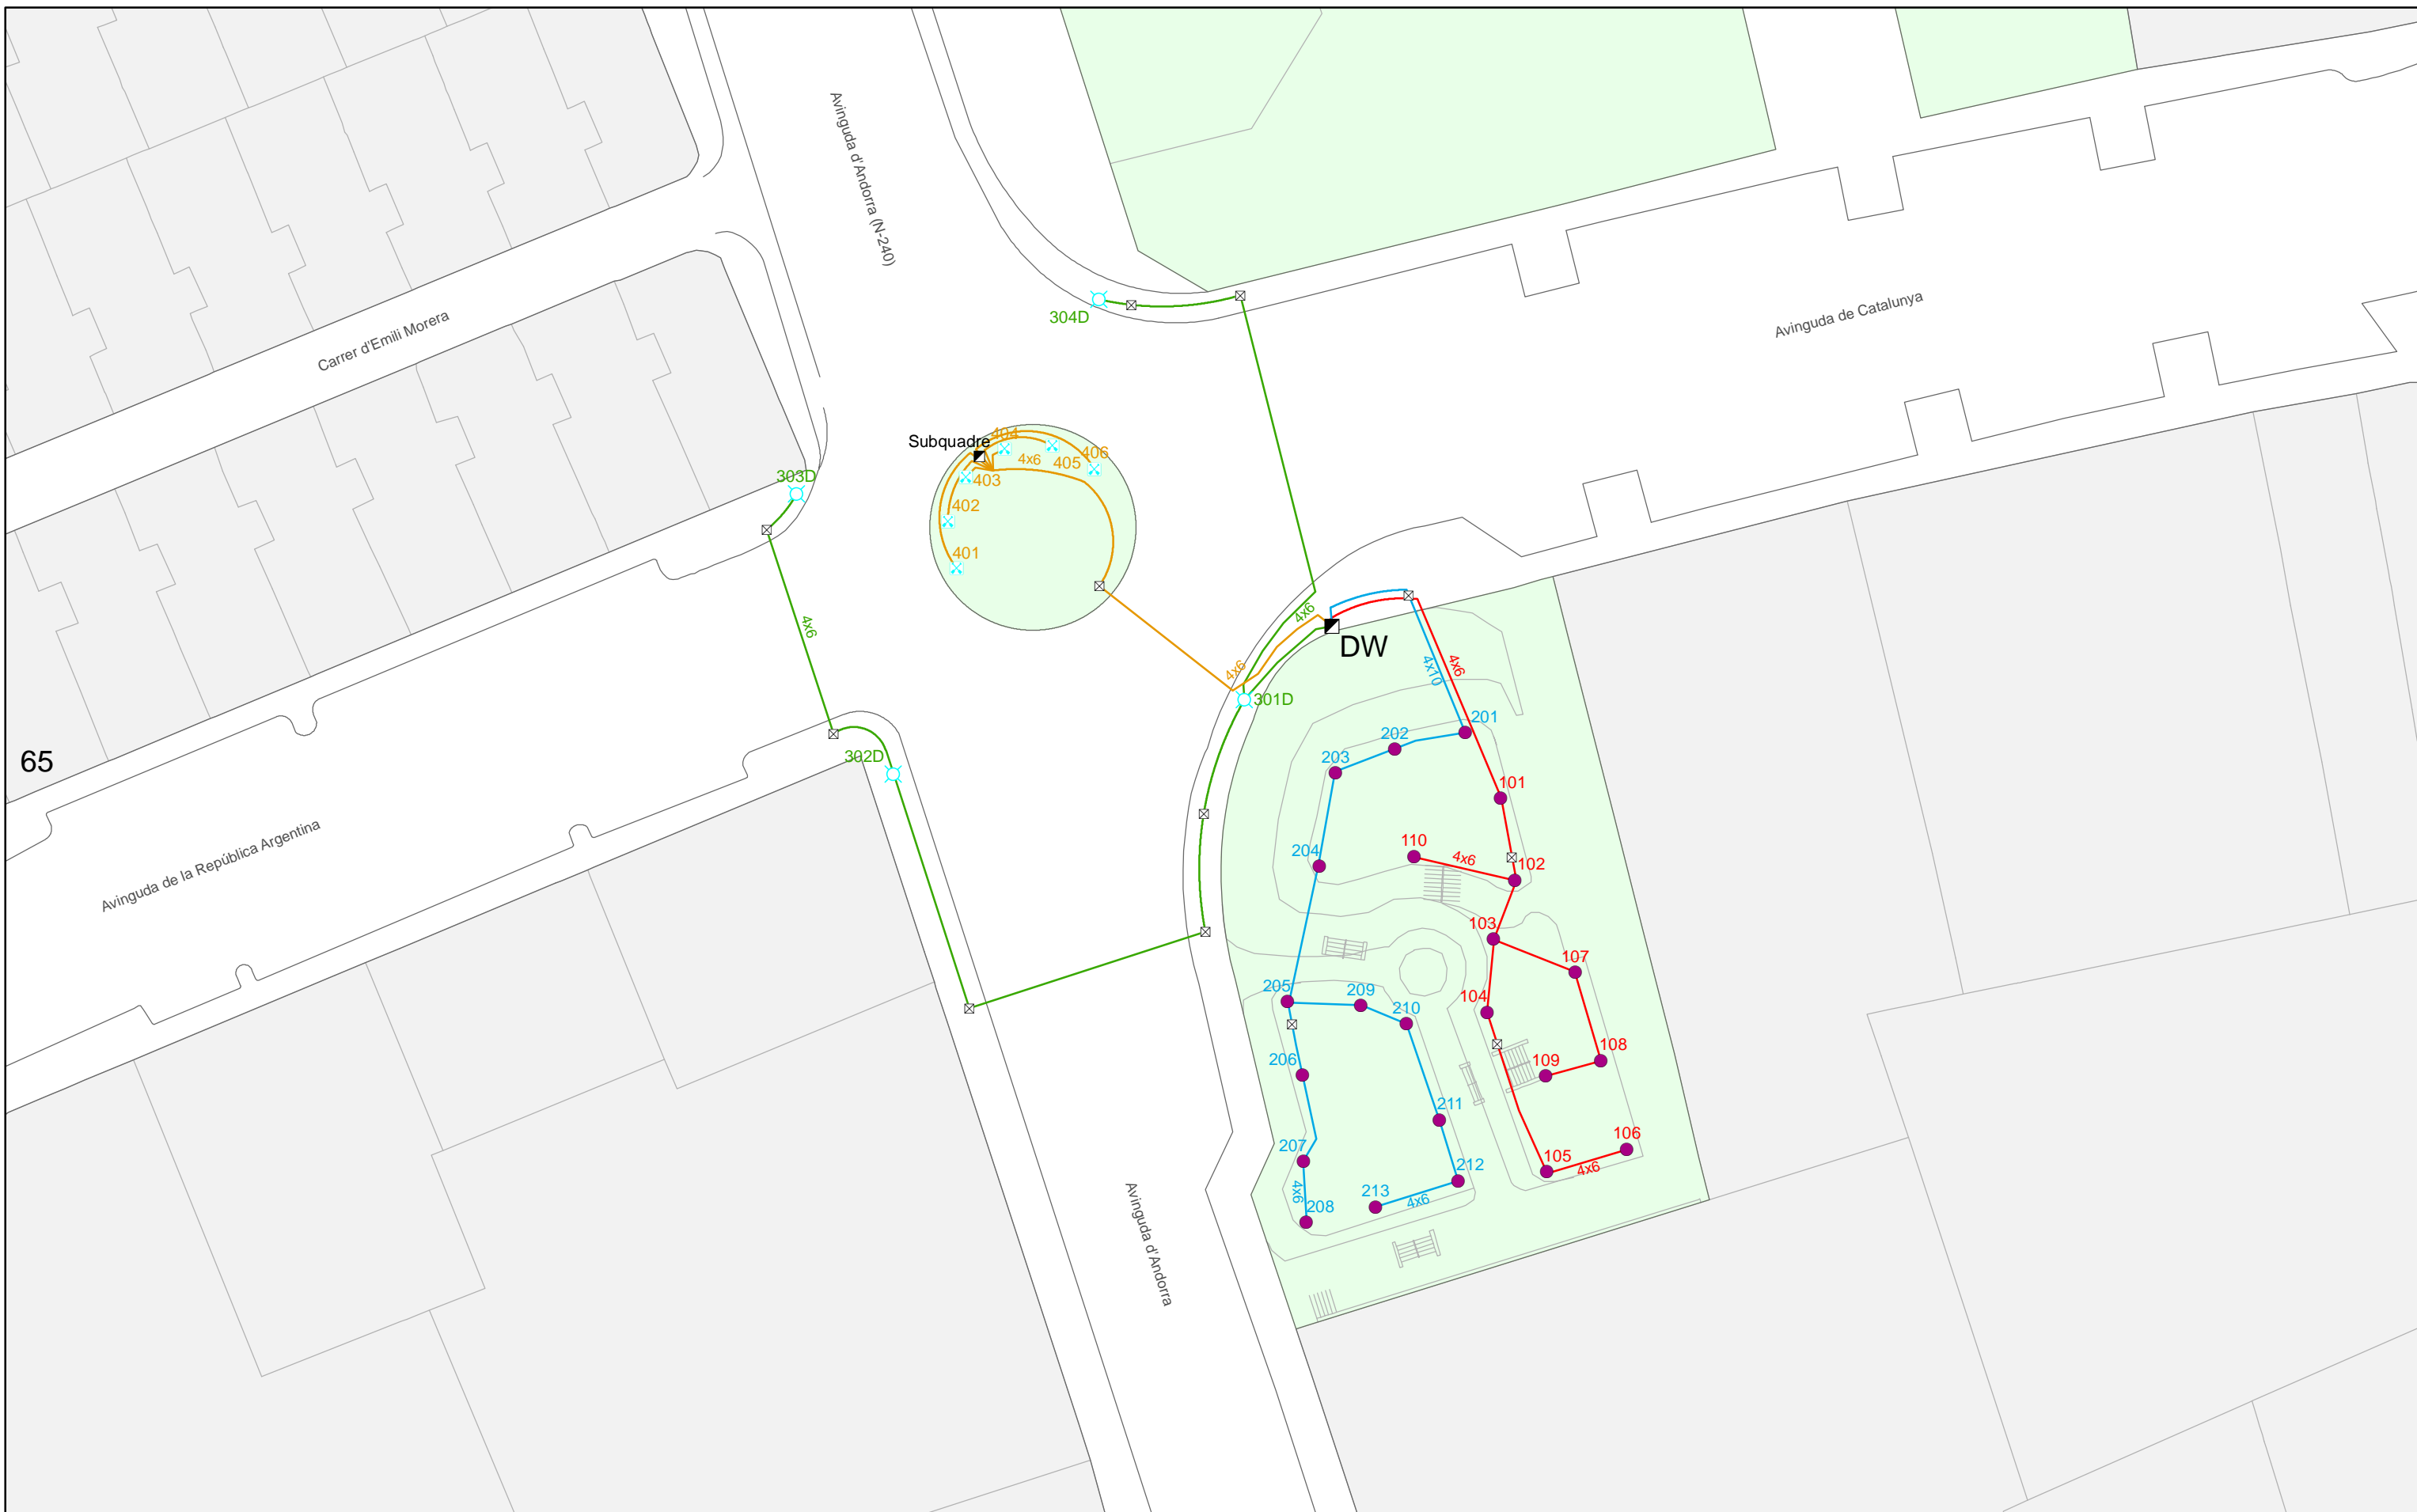 Avinguda d'Andorra (N-240)
Avinguda de Catalunya
Carrer d'Emili Morera
304D
Subquadre
404
4x6
405
406
403
402
401
303D
4x6
4x6
4x6
DW
301D
4x10
4x6
201
202
203
65
302D
101
110
4x6
102
204
Avinguda de la República Argentina
103
107
205
209
210
104
206
109
108
211
207
106
105
4x6
212
4x6
208
213
4x6
Avinguda d'Andorra